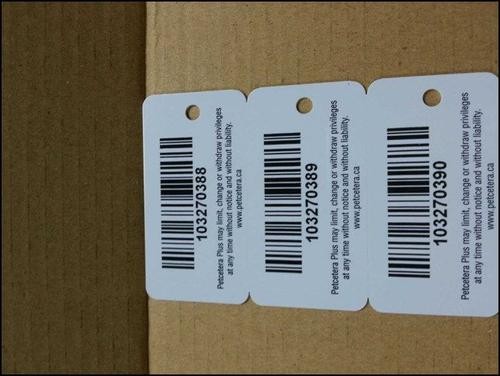 103270388
Petcetera Plus may limit, change or withdraw privileges
at any time without notice and without liability.
www.petcetera.ca
103270389
Petcetera Plus may limit, change or withdraw privileges
at any time without notice and without liability.
www.petcetera.ca
103270390
Petcetera Plus may limit, change or withdraw privileges
at any time without notice and without liability.
www.petcetera.ca